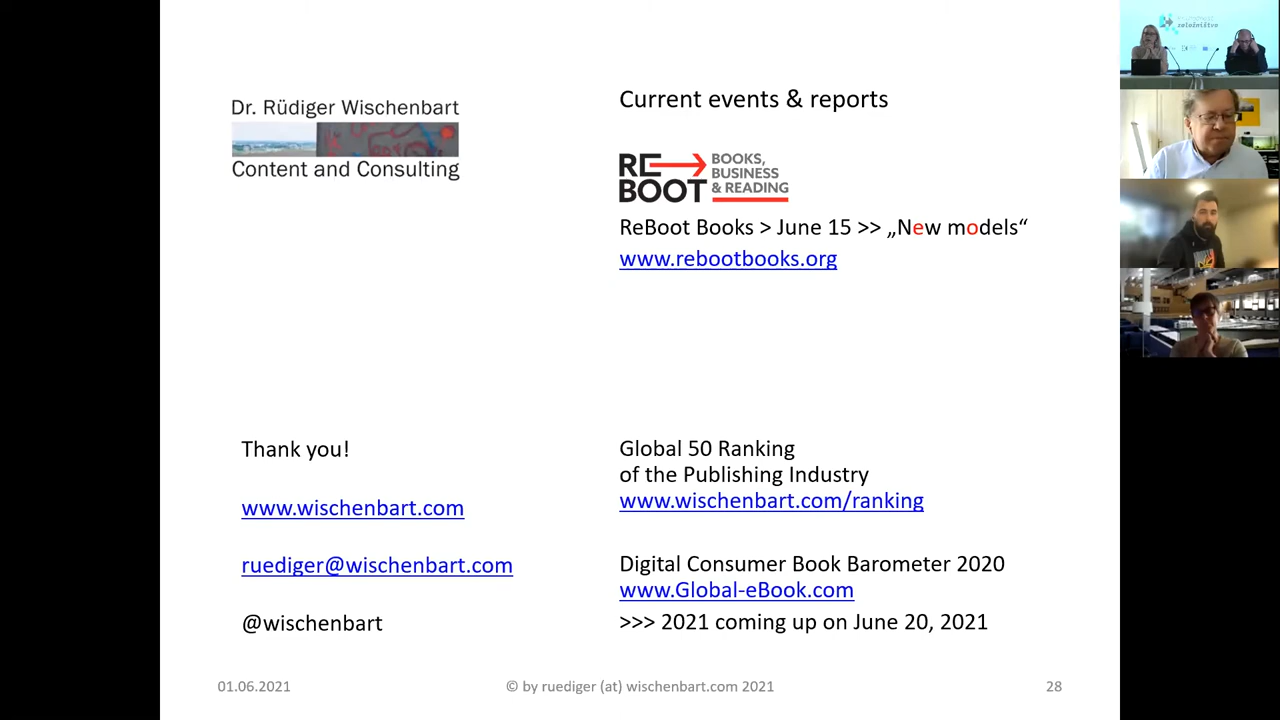 Dr. Rüdiger Wischenbart
Content and Consulting
Current events & reports
RE
BOOT
BOOKS,
BUSINESS
& READING
ReBoot Books > June 15 >> „New models“
www.rebootbooks.org
Thank you!
www.wischenbart.com
ruediger@wischenbart.com
@wischenbart
Global 50 Ranking
of the Publishing Industry
www.wischenbart.com/ranking
Digital Consumer Book Barometer 2020
www.Global-eBook.com
>>> 2021 coming up on June 20, 2021
01.06.2021
© by ruediger (at) wischenbart.com 2021
28